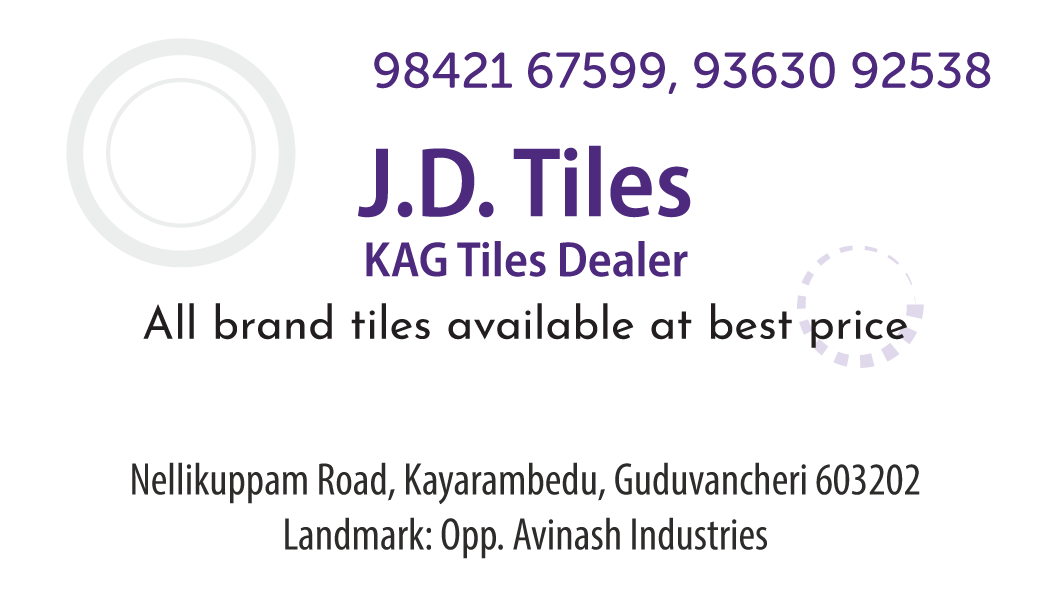 98421 67599, 93630 92538
J.D. Tiles
KAG Tiles Dealer
All brand tiles available at best price
Nellikuppam Road, Kayarambedu, Guduvancheri 603202
Landmark: Opp. Avinash Industries